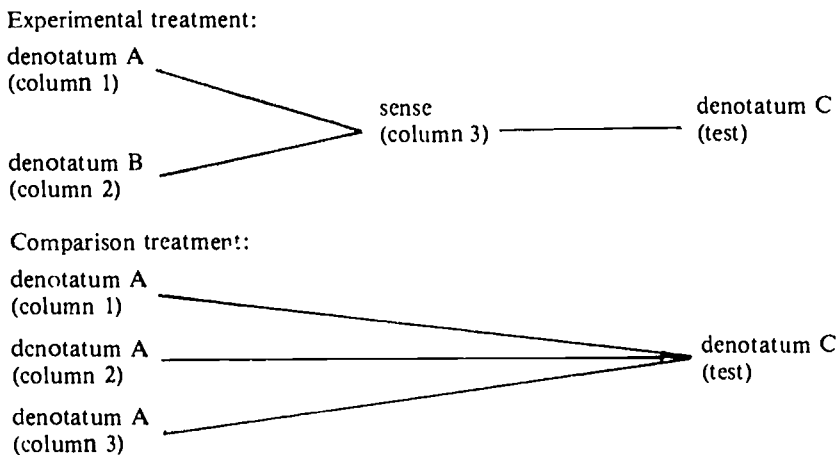 Experimental treatment:
denotatum A
(column 1)
sense
(column 3)
denotatum C
(test)
denotatum B
(column 2)
Comparison treatment:
denotatum A
(column 1)
dcnotatum A
(column 2)
denotatum C
(test)
denotatum A
(column 3)